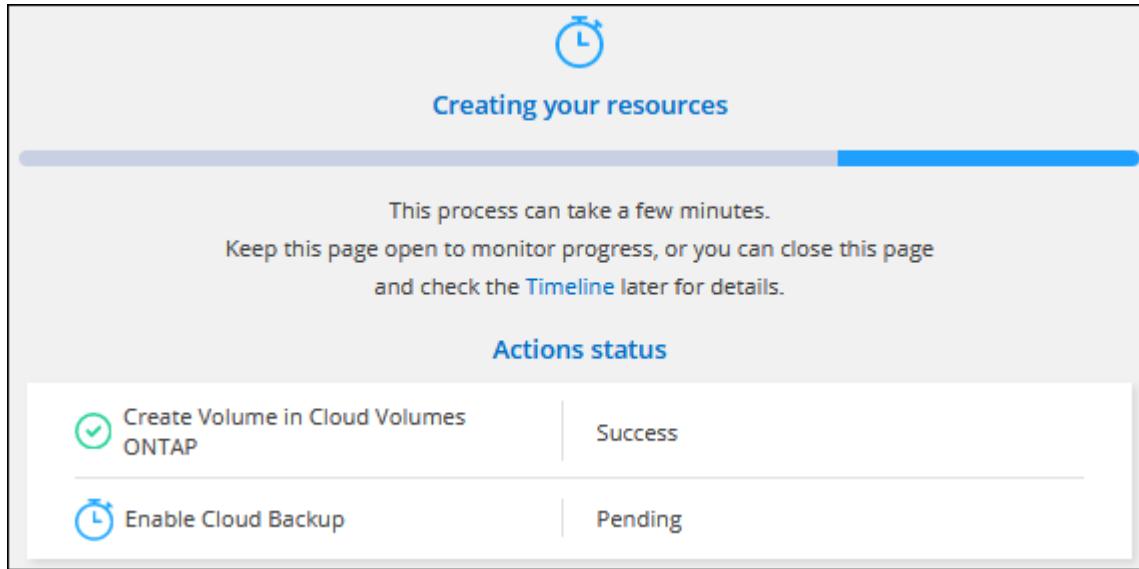 Creating your resources
This process can take a few minutes.
Keep this page open to monitor progress, or you can close this page
and check the Timeline later for details.
Actions status
Create Volume in Cloud Volumes
ONTAP
Success
Enable Cloud Backup
Pending